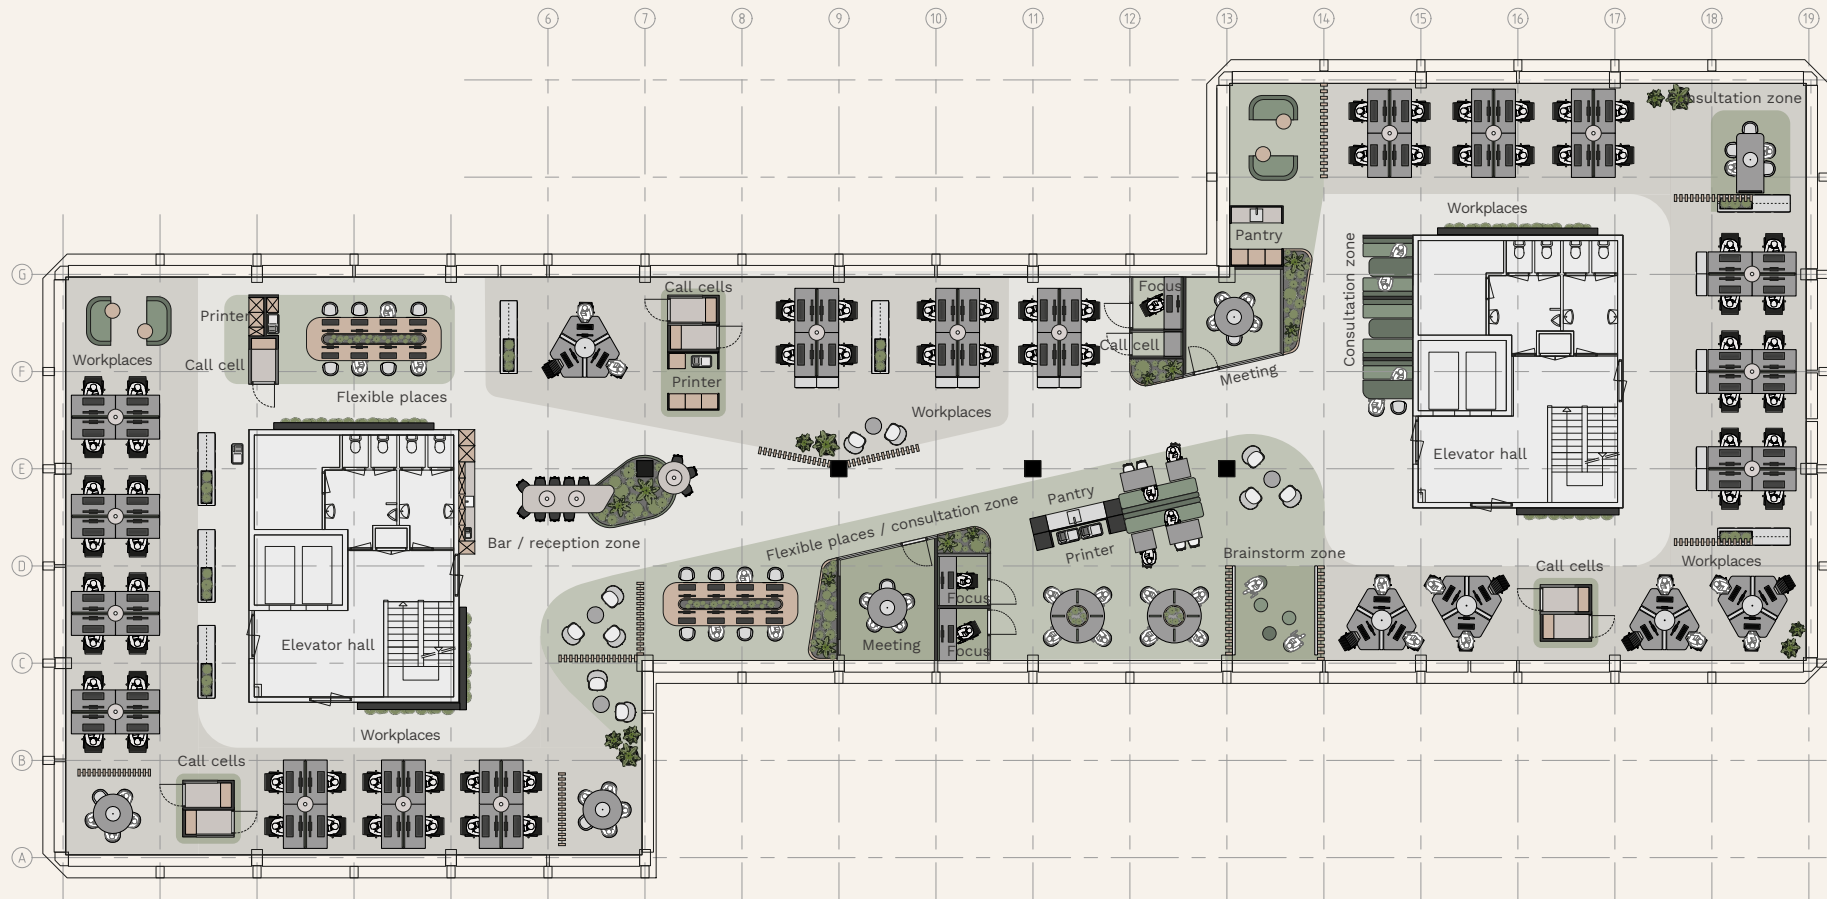 6 7 8 9 10 11 12 13 14 15 16 17 18 19
nsultation zone
Workplaces
Consultation zone
Pantry
G
Call cells
Focus
Printer
Call cell
Meeting
Workplaces
Call cell
F
Printer
Flexible places
Workplaces
Elevator hall
E
Pantry
Flexible places / consultation zone
Bar / reception zone
Printer
Brainstorm zone
Workplaces
D
Call cells
Focus
Elevator hall
Meeting
Focus
C
Workplaces
B
Call cells
A